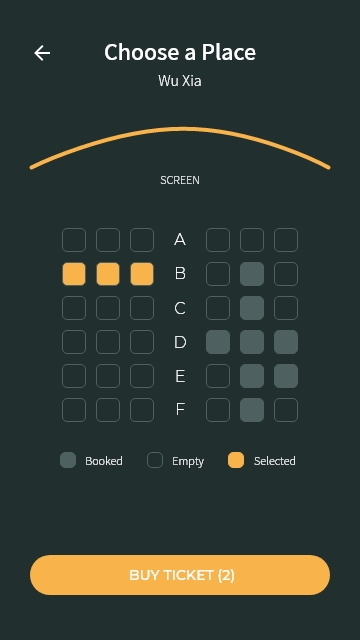 Choose a Place
Wu Xia
SCREEN
A
B
C
D
E
F
Booked Empty Selected
BUY TICKET (2)